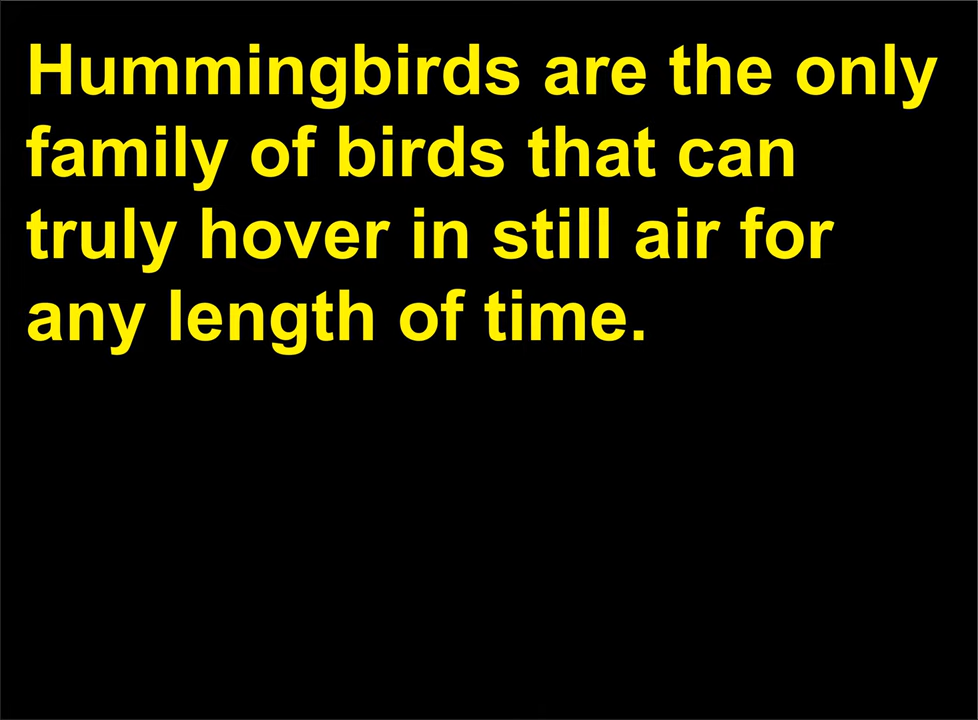 Hummingbirds are the only
family of birds that can
truly hover in still air for
any length of time.